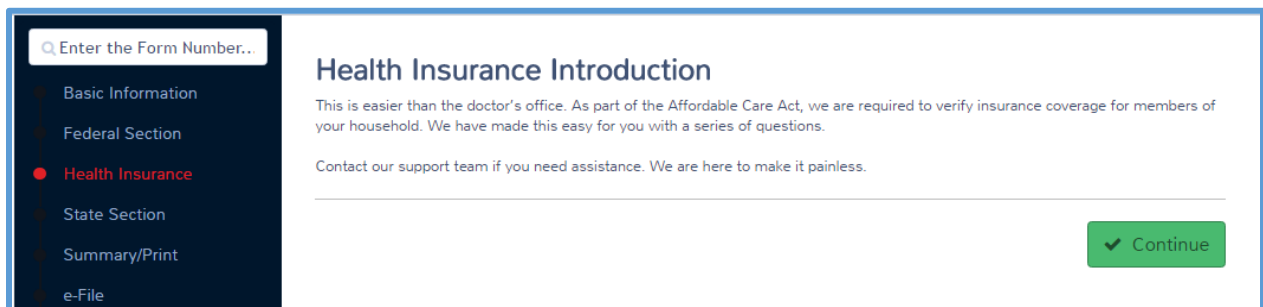 Enter the Form Number...
Basic Information
Federal Section
Health Insurance
State Section
Summary/Print
e-File
Health Insurance Introduction
This is easier than the doctor's office. As part of the Affordable Care Act, we are required to verify insurance coverage for members of
your household. We have made this easy for you with a series of questions.
Contact our support team if you need assistance. We are here to make it painless.
Continue